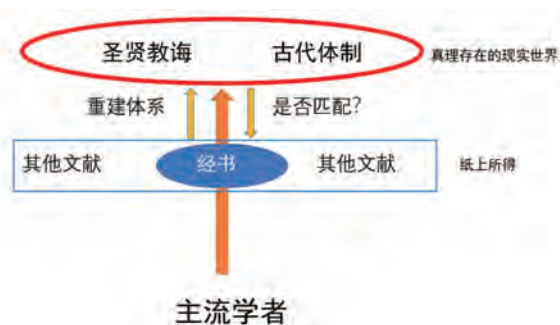 圣贤教诲 古代体制 真理存在的现实世界
重建体系 是否匹配?
其他文献 经书 其他文献 纸上所得
主流学者